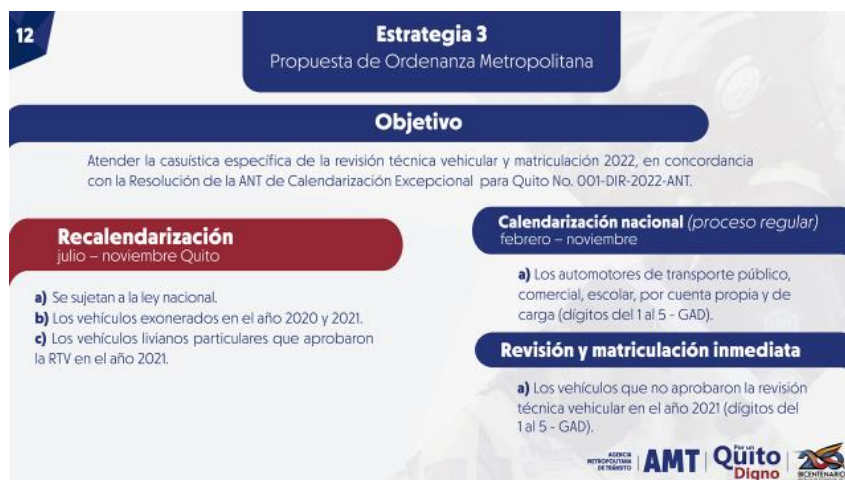 12
Estrategia 3
Propuesta de Ordenanza Metropolitana
Objetivo
Atender la casuística específica de la revisión técnica vehicular y matriculación 2022, en concordancia
con la Resolución de la ANT de Calendarización Excepcional para Quito No. 001-DIR-2022-ANT.
Recalendarización
julio – noviembre Quito
a) Se sujetan a la ley nacional.
b) Los vehículos exonerados en el año 2020 y 2021.
c) Los vehículos livianos particulares que aprobaron
la RTV en el año 2021.
Calendarización nacional (proceso regular)
febrero – noviembre
a) Los automotores de transporte público,
comercial, escolar, por cuenta propia y de
carga (dígitos del 1 al 5 - GAD).
Revisión y matriculación inmediata
a) Los vehículos que no aprobaron la revisión
técnica vehicular en el año 2021 (dígitos del
1 al 5 - GAD).
AGENCIA
METROPOLITANA
DE TRÁNSITO
AMT
Por un
Quito
Digno
BICENTENARIO